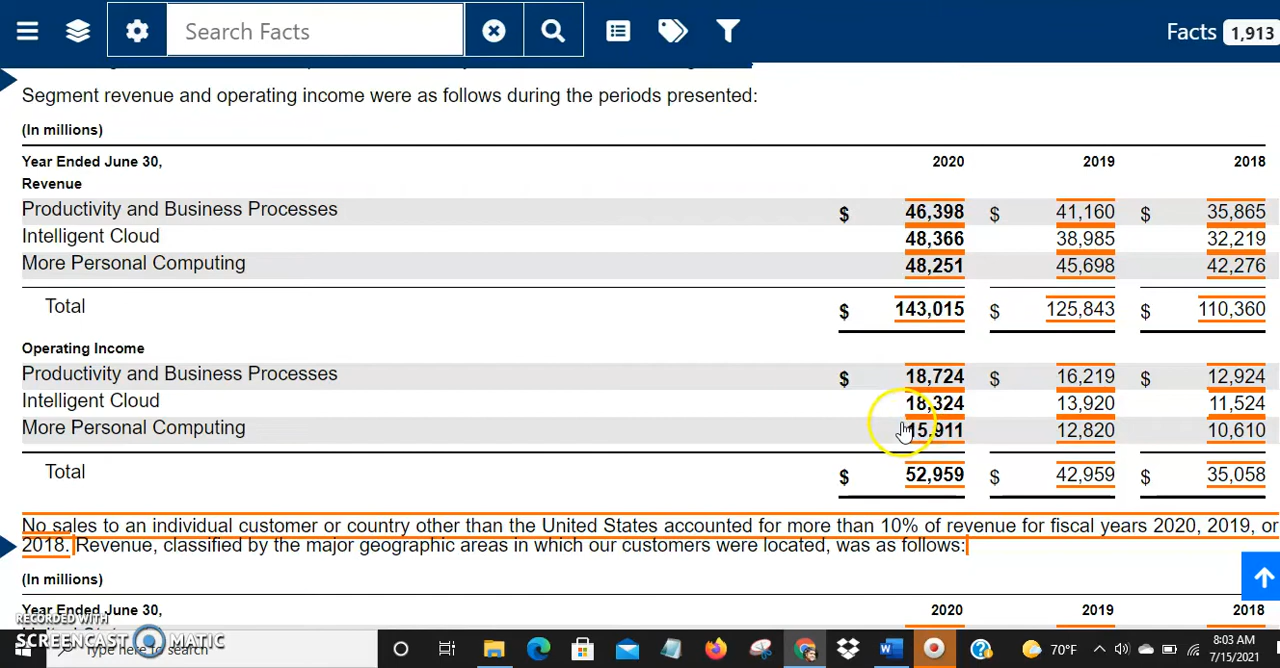 Search Facts
Facts 1,913
Segment revenue and operating income were as follows during the periods presented:
(In millions)
Year Ended June 30, 2020 2019 2018
Revenue
Productivity and Business Processes $ 46,398 $ 41,160 $ 35,865
Intelligent Cloud 48,366 38,985 32,219
More Personal Computing 48,251 45,698 42,276
Total $ 143,015 $ 125,843 $ 110,360
Operating Income
Productivity and Business Processes $ 18,724 $ 16,219 $ 12,924
Intelligent Cloud 18,324 13,920 11,524
More Personal Computing 15,911 12,820 10,610
Total $ 52,959 $ 42,959 $ 35,058
No sales to an individual customer or country other than the United States accounted for more than 10% of revenue for fiscal years 2020, 2019, or
2018. Revenue, classified by the major geographic areas in which our customers were located, was as follows:
(In millions)
Year Ended June 30, 2020 2019 2018
RECORDED WITH
SCREENCAST MATIC
Type here to search
70°F
8:03 AM
7/15/2021